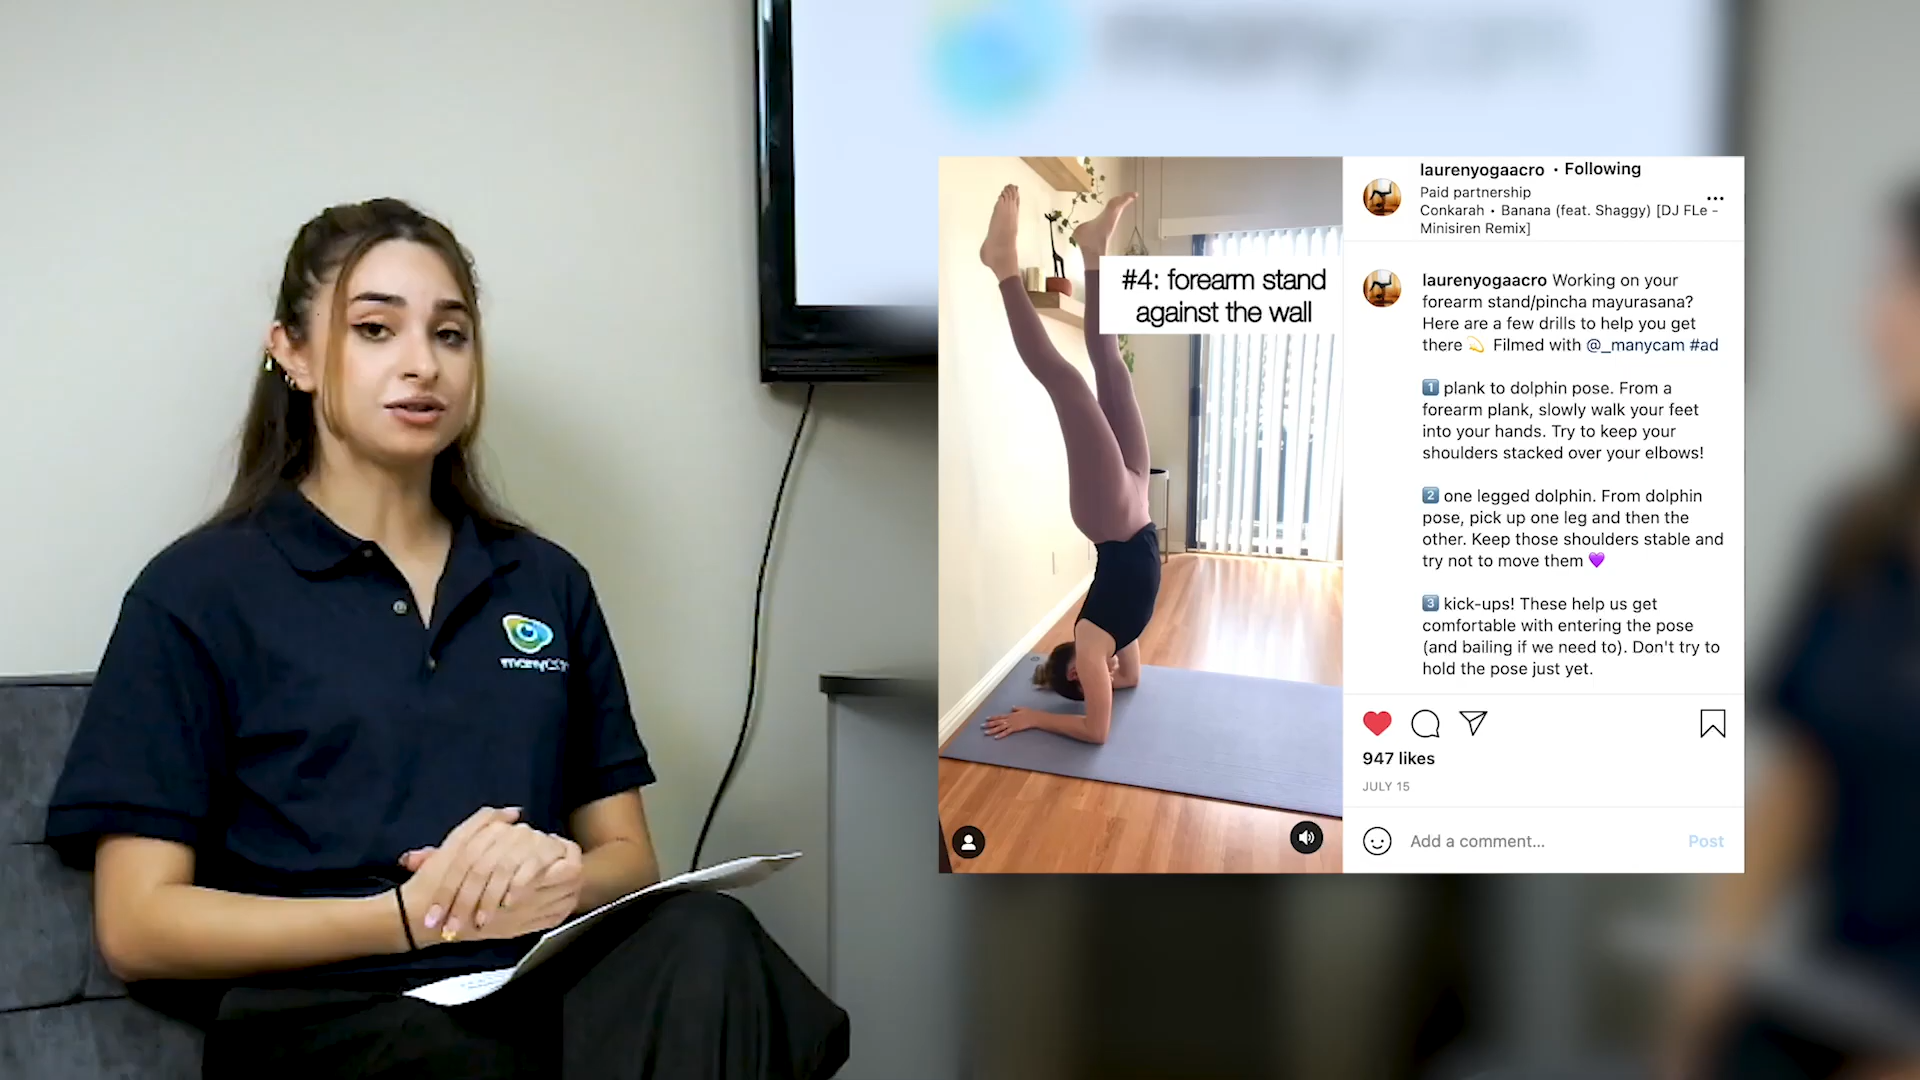 manycam
#4: forearm stand
against the wall
laurenyogaacro • Following
Paid partnership
Conkarah • Banana (feat. Shaggy) [DJ FLe -
Minisiren Remix]
laurenyogaacro Working on your
forearm stand/pincha mayurasana?
Here are a few drills to help you get
there 💫 Filmed with @_manycam #ad
1️⃣ plank to dolphin pose. From a
forearm plank, slowly walk your feet
into your hands. Try to keep your
shoulders stacked over your elbows!
2️⃣ one legged dolphin. From dolphin
pose, pick up one leg and then the
other. Keep those shoulders stable and
try not to move them 💜
3️⃣ kick-ups! These help us get
comfortable with entering the pose
(and bailing if we need to). Don't try to
hold the pose just yet.
947 likes
JULY 15
Add a comment...
Post